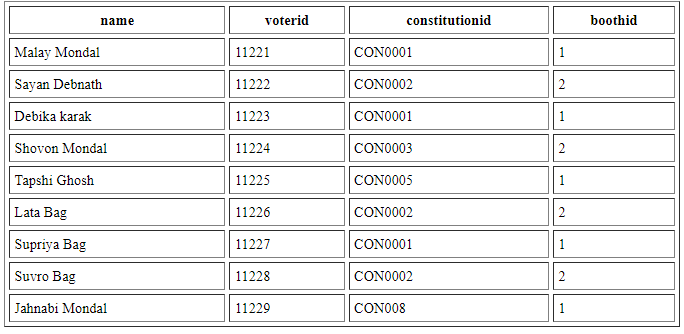 name voterid constitutionid boothid
Malay Mondal 11221 CON0001 1
Sayan Debnath 11222 CON0002 2
Debika karak 11223 CON0001 1
Shovon Mondal 11224 CON0003 2
Tapshi Ghosh 11225 CON0005 1
Lata Bag 11226 CON0002 2
Supriya Bag 11227 CON0001 1
Suvro Bag 11228 CON0002 2
Jahnabi Mondal 11229 CON008 1